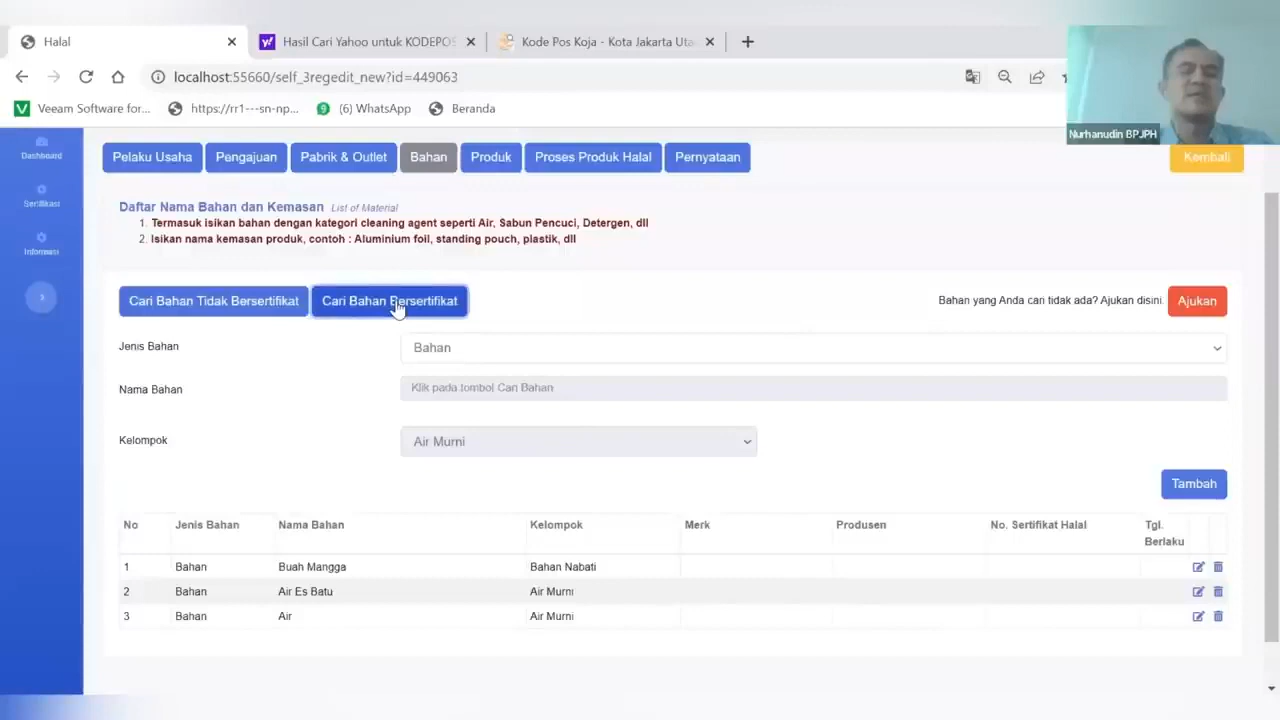 Halal
Hasil Cari Yahoo untuk KODEPOS
Kode Pos Koja - Kota Jakarta Uta
localhost:55660/self_3regedit_new?id=449063
Veeam Software for...
https://rr1---sn-np...
(6) WhatsApp
Beranda
Nurhanudin BPJPH
Dashboard
Sertifikasi
Informasi
Pelaku Usaha
Pengajuan
Pabrik & Outlet
Bahan
Produk
Proses Produk Halal
Pernyataan
Kembali
Daftar Nama Bahan dan Kemasan List of Material
1. Termasuk isikan bahan dengan kategori cleaning agent seperti Air, Sabun Pencuci, Detergen, dll
2. Isikan nama kemasan produk, contoh : Aluminium foil, standing pouch, plastik, dll
Cari Bahan Tidak Bersertifikat
Cari Bahan Bersertifikat
Bahan yang Anda cari tidak ada? Ajukan disini.
Ajukan
Jenis Bahan
Bahan
Nama Bahan
Klik pada tombol Cari Bahan
Kelompok
Air Murni
Tambah
No Jenis Bahan Nama Bahan Kelompok Merk Produsen No. Sertifikat Halal Tgl. Berlaku
1 Bahan Buah Mangga Bahan Nabati
2 Bahan Air Es Batu Air Murni
3 Bahan Air Air Murni